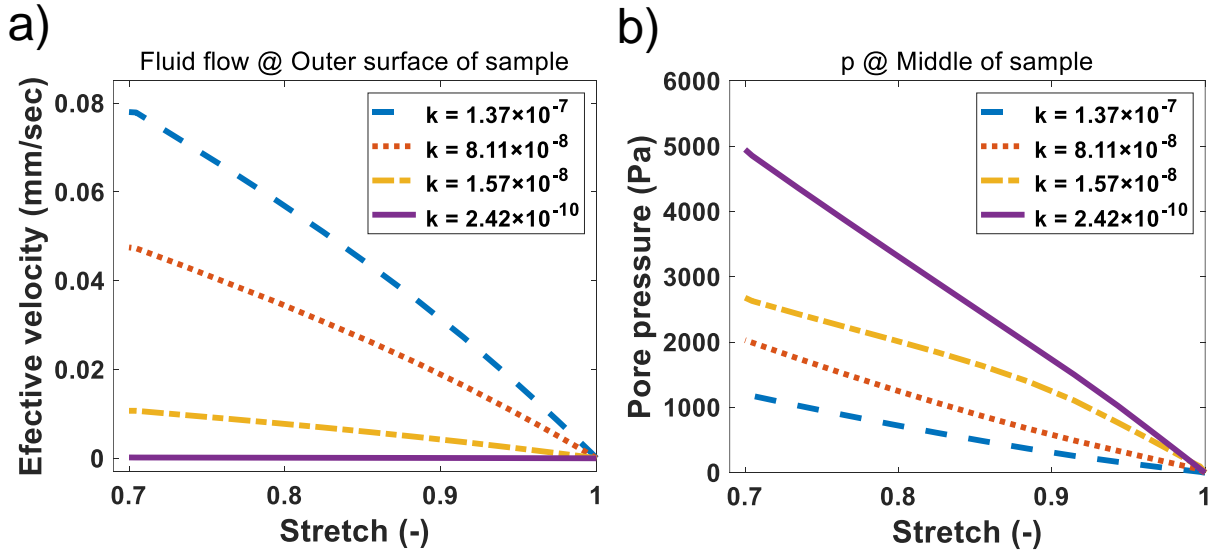 a)
Fluid flow @ Outer surface of sample
Efective velocity (mm/sec)
0.08
0.06
0.04
0.02
0
k = 1.37×10⁻⁷
k = 8.11×10⁻⁸
k = 1.57×10⁻⁸
k = 2.42×10⁻¹⁰
0.7 0.8 0.9 1
Stretch (-)
b)
p @ Middle of sample
Pore pressure (Pa)
6000
5000
4000
3000
2000
1000
0
k = 1.37×10⁻⁷
k = 8.11×10⁻⁸
k = 1.57×10⁻⁸
k = 2.42×10⁻¹⁰
0.7 0.8 0.9 1
Stretch (-)